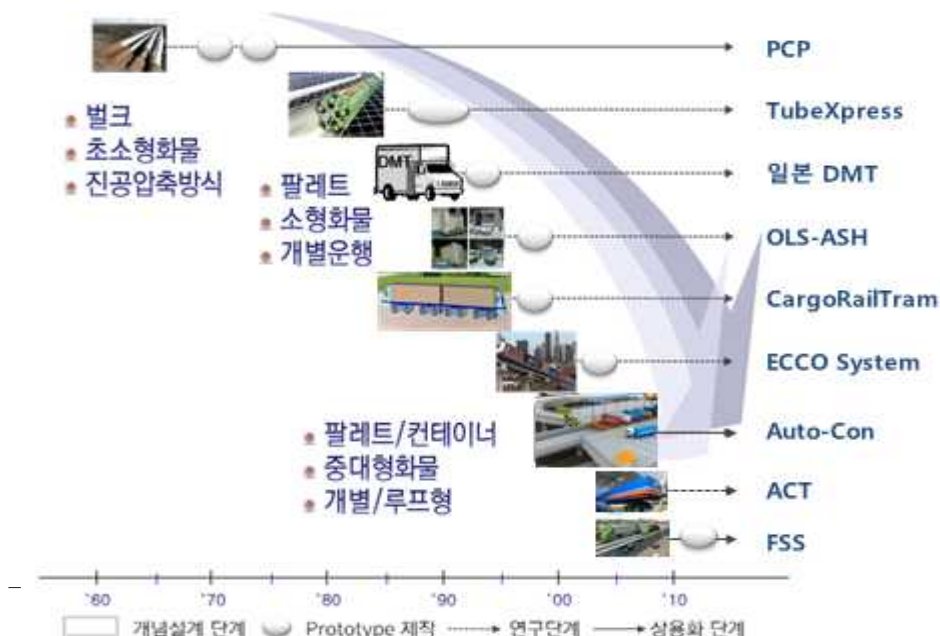 PCP
TubeXpress
벌크
초소형화물
진공압축방식
DMT
일본 DMT
팔레트
소형화물
개별운행
OLS-ASH
CargoRailTram
ECCO System
팔레트/컨테이너
중대형화물
개별/루프형
Auto-Con
ACT
FSS
'60 '70 '80 '90 '00 '10
개념설계 단계 Prototype 제작 연구단계 상용화 단계